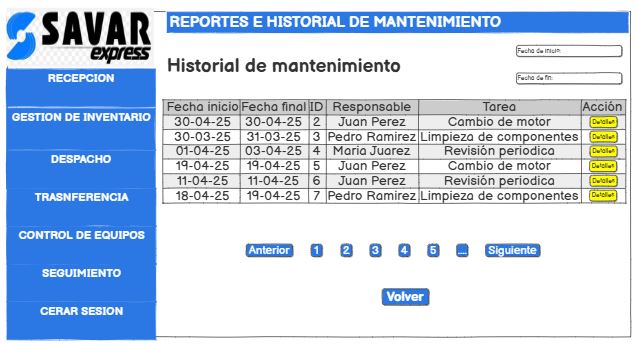 SAVAR
express
RECEPCION
GESTION DE INVENTARIO
DESPACHO
TRASNFERENCIA
CONTROL DE EQUIPOS
SEGUIMIENTO
CERAR SESION
REPORTES E HISTORIAL DE MANTENIMIENTO
Fecha de inicio:
Historial de mantenimiento
Fecha de fin:
Fecha inicio Fecha final ID Responsable Tarea Acción
30-04-25 30-04-25 2 Juan Perez Cambio de motor Detalles
30-03-25 31-03-25 3 Pedro Ramirez Limpieza de componentes Detalles
01-04-25 03-04-25 4 Maria Juarez Revisión periodica Detalles
19-04-25 19-04-25 5 Juan Perez Cambio de motor Detalles
11-04-25 11-04-25 6 Juan Perez Revisión periodica Detalles
18-04-25 19-04-25 7 Pedro Ramirez Limpieza de componentes Detalles
Anterior 1 2 3 4 5 .... Siguiente
Volver